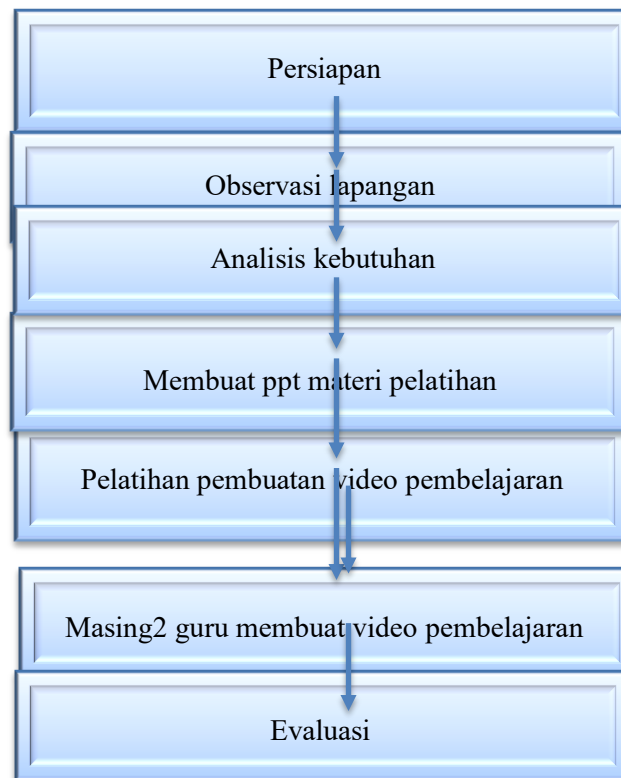 Persiapan
Observasi lapangan
Analisis kebutuhan
Membuat ppt materi pelatihan
Pelatihan pembuatan video pembelajaran
Masing2 guru membuat video pembelajaran
Evaluasi